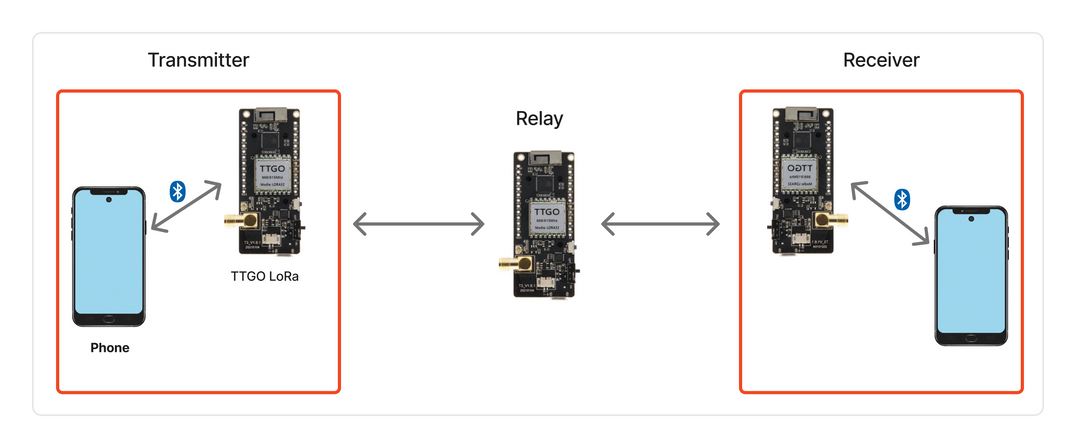 Transmitter
Receiver
Relay
TTGO
TTGO
TTGO
TTGO LoRa
Phone